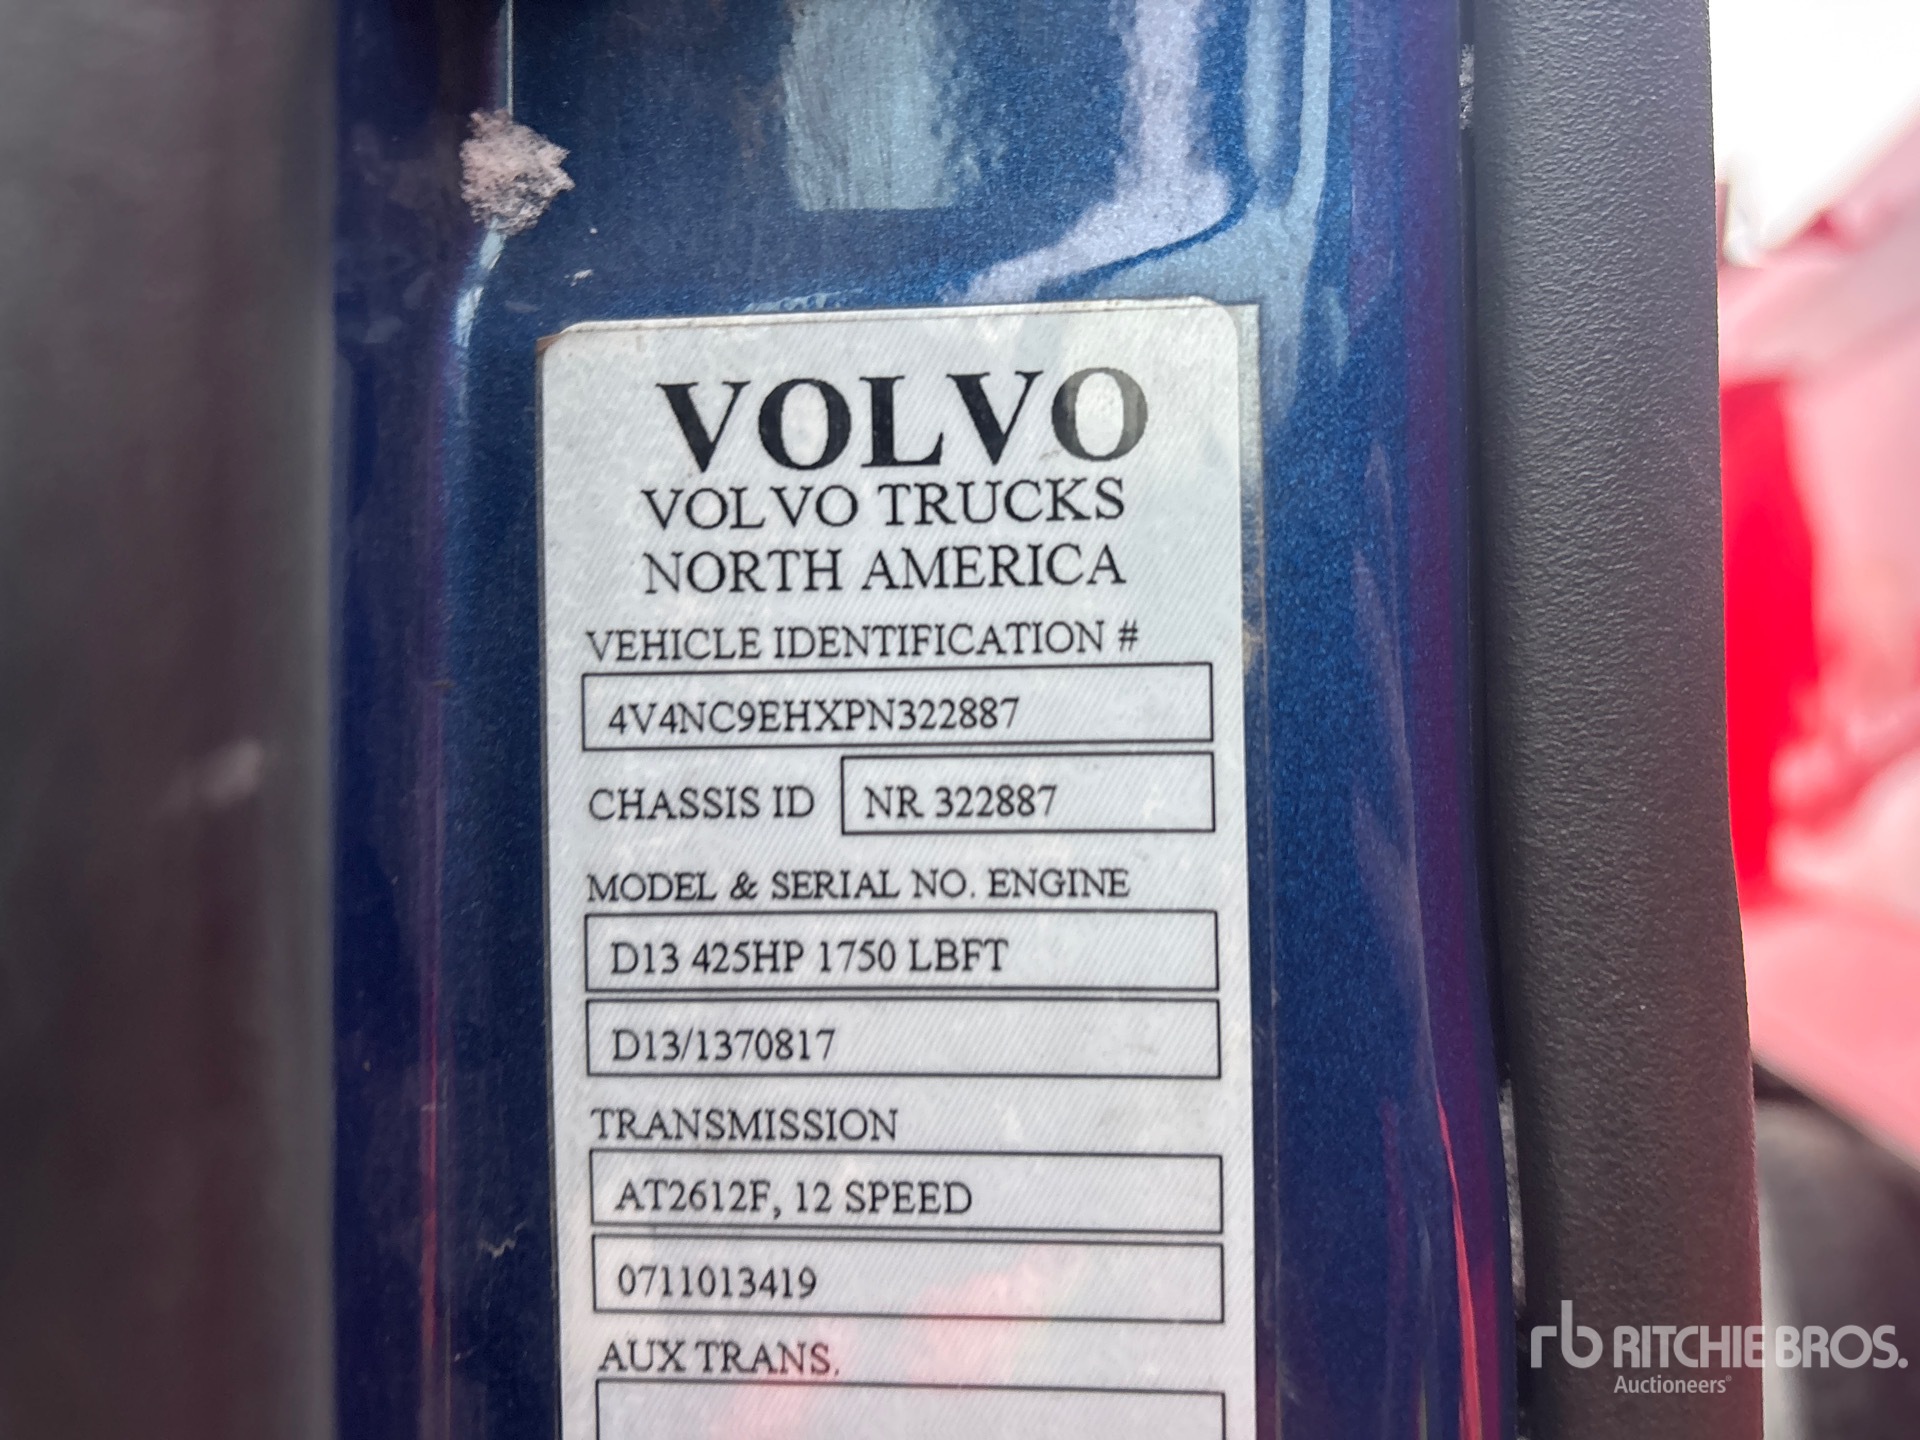 VOLVO
VOLVO TRUCKS
NORTH AMERICA
VEHICLE IDENTIFICATION #
4V4NC9EHXPN322887
CHASSIS ID NR 322887
MODEL & SERIAL NO. ENGINE
D13 425HP 1750 LBFT
D13/1370817
TRANSMISSION
AT2612F, 12 SPEED
0711013419
AUX TRANS.
rb RITCHIE BROS.
Auctioneers